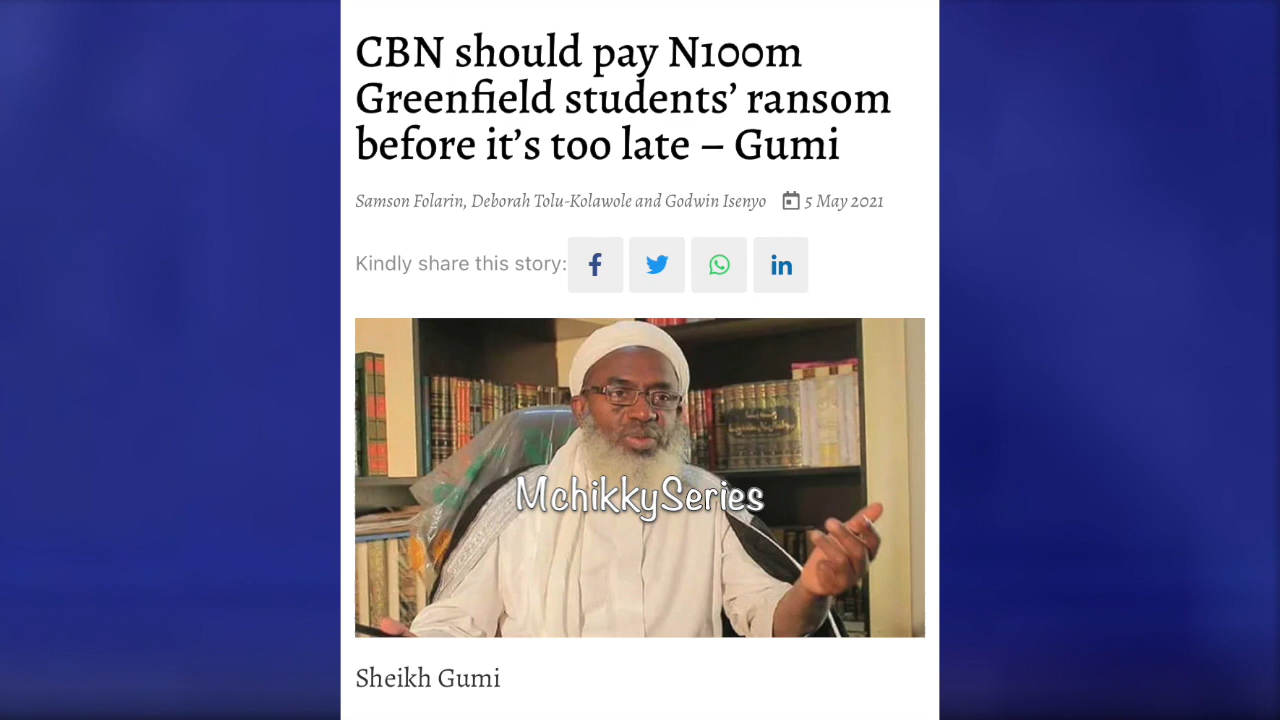 CBN should pay N100m
Greenfield students’ ransom
before it’s too late – Gumi
Samson Folarin, Deborah Tolu-Kolawole and Godwin Isenyo 5 May 2021
Kindly share this story:
MchikkySeries
Sheikh Gumi